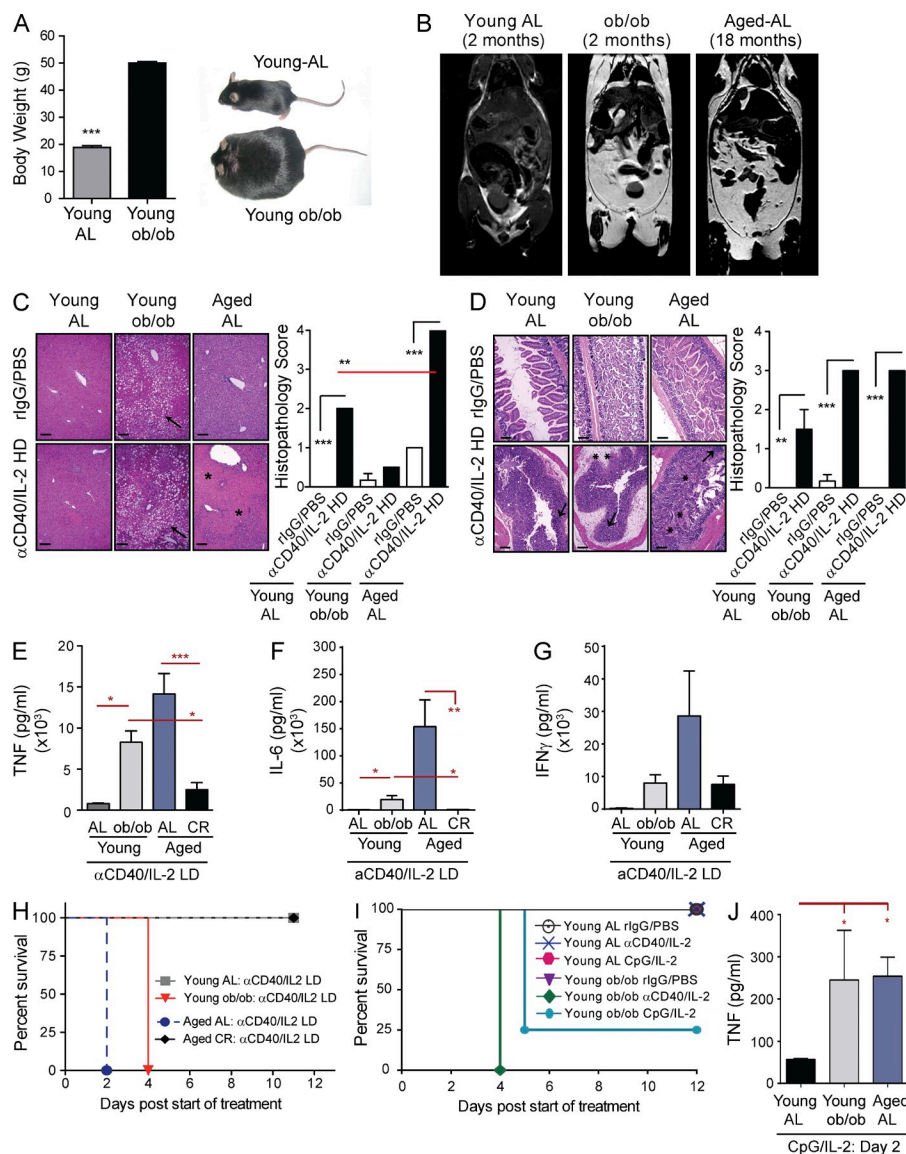 A
Body Weight (g)
60
50
40
30
20
10
0
***
Young
AL
Young
ob/ob
Young-AL
Young ob/ob
B
Young AL
(2 months)
ob/ob
(2 months)
Aged-AL
(18 months)
C
Young
AL
Young
ob/ob
Aged
AL
rIgG/PBS
αCD40/IL-2 HD
*
*
Histopathology Score
4
3
2
1
0
***
**
***
rIgG/PBS
αCD40/IL-2 HD
rIgG/PBS
αCD40/IL-2 HD
rIgG/PBS
αCD40/IL-2 HD
Young
AL
Young
ob/ob
Aged
AL
D
Young
AL
Young
ob/ob
Aged
AL
rIgG/PBS
αCD40/IL-2 HD
* *
*
* *
Histopathology Score
4
3
2
1
0
**
***
***
rIgG/PBS
αCD40/IL-2 HD
rIgG/PBS
αCD40/IL-2 HD
rIgG/PBS
αCD40/IL-2 HD
Young
AL
Young
ob/ob
Aged
AL
E
TNF (pg/ml)
(x10³)
20
15
10
5
0
*
***
*
AL ob/ob AL CR
Young Aged
αCD40/IL-2 LD
F
IL-6 (pg/ml)
(x10³)
300
250
200
150
100
50
0
*
**
*
AL ob/ob AL CR
Young Aged
aCD40/IL-2 LD
G
IFNγ (pg/ml)
(x10³)
50
40
30
20
10
0
AL ob/ob AL CR
Young Aged
aCD40/IL-2 LD
H
Percent survival
100
75
50
25
0
Young AL: αCD40/IL2 LD
Young ob/ob: αCD40/IL2 LD
Aged AL: αCD40/IL2 LD
Aged CR: αCD40/IL2 LD
0 2 4 6 8 10 12
Days post start of treatment
I
Percent survival
100
75
50
25
0
Young AL rIgG/PBS
Young AL αCD40/IL-2
Young AL CpG/IL-2
Young ob/ob rIgG/PBS
Young ob/ob αCD40/IL-2
Young ob/ob CpG/IL-2
0 2 4 6 8 10 12
Days post start of treatment
J
TNF (pg/ml)
400
300
200
100
0
*
*
Young
AL
Young
ob/ob
Aged
AL
CpG/IL-2: Day 2